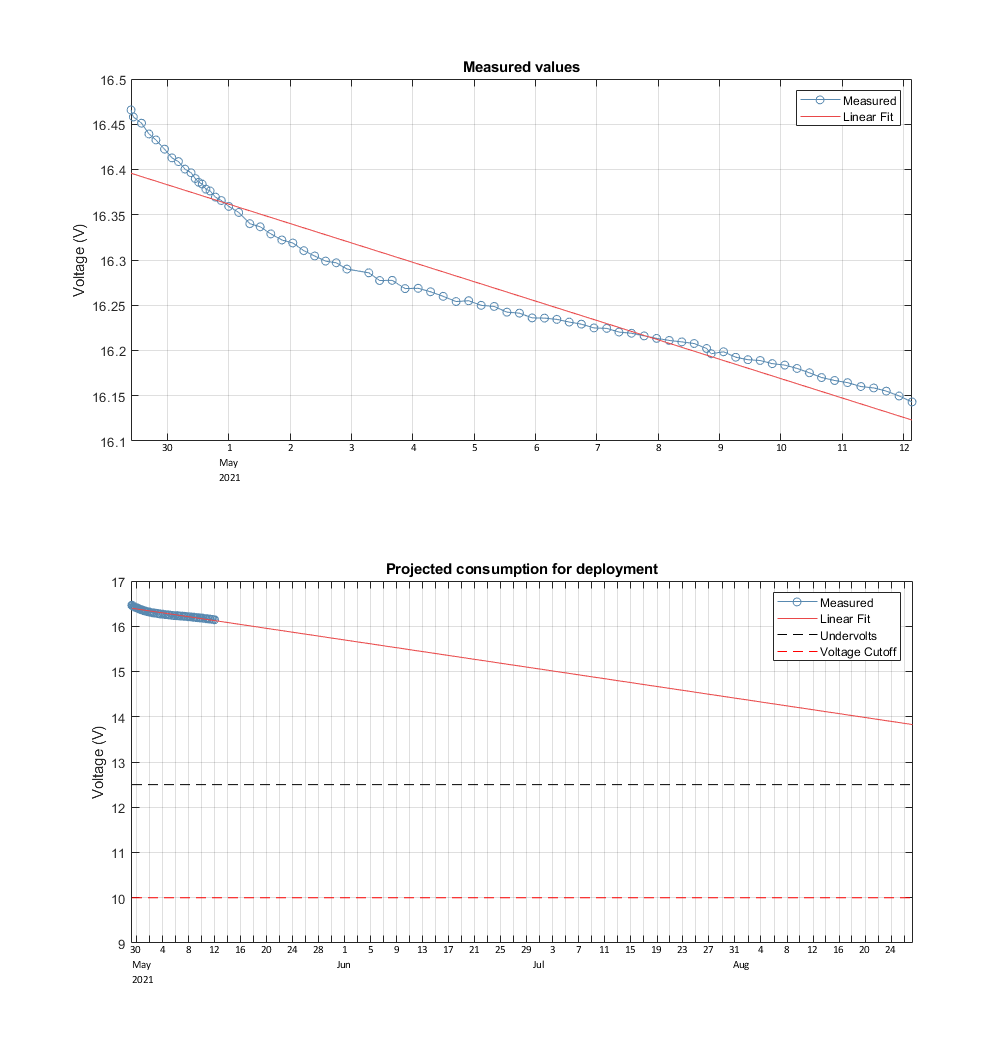 Measured values
16.5
16.45
16.4
16.35
16.3
16.25
16.2
16.15
16.1
Voltage (V)
Measured
Linear Fit
30 1 2 3 4 5 6 7 8 9 10 11 12
May
2021
Projected consumption for deployment
17
16
15
14
13
12
11
10
9
Voltage (V)
Measured
Linear Fit
Undervolts
Voltage Cutoff
30 4 8 12 16 20 24 28 1 5 9 13 17 21 25 29 3 7 11 15 19 23 27 31 4 8 12 16 20 24
May Jun Jul Aug
2021